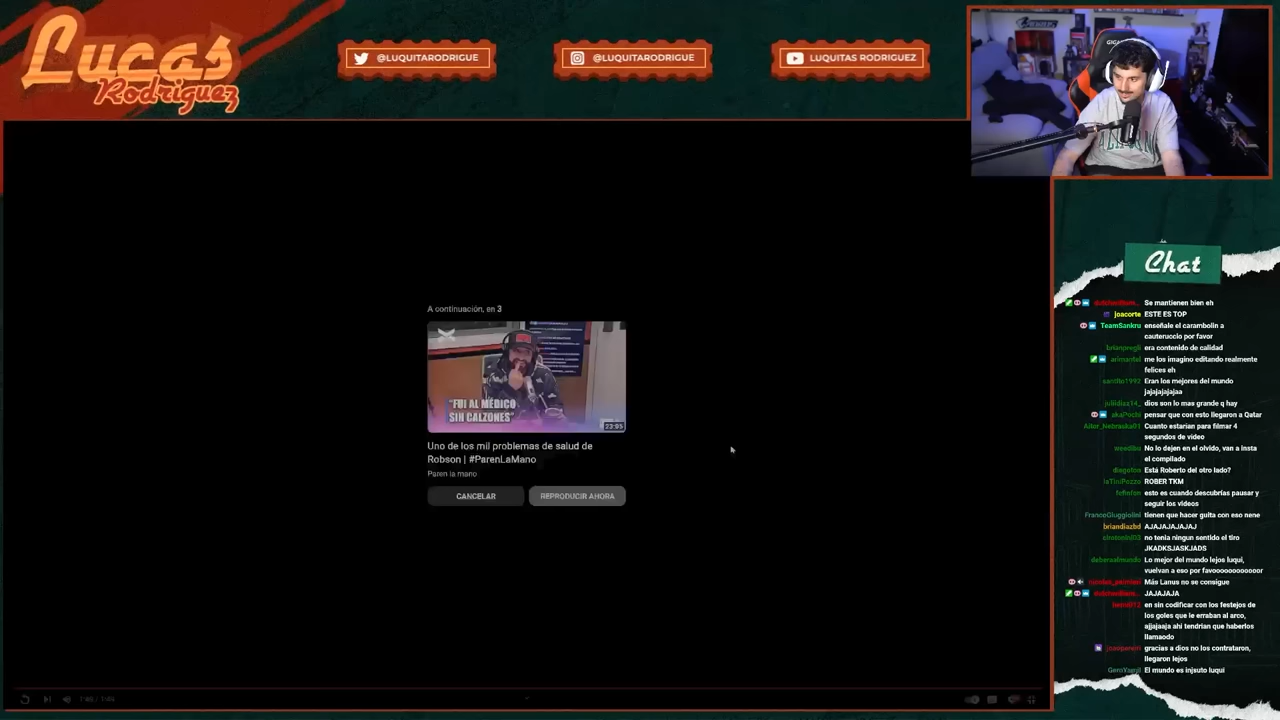 Lucas
Rodriguez
@LUQUITARODRIGUE
@LUQUITARODRIGUE
LUQUITAS RODRIGUEZ
A continuación, en 3
"FUI AL MÉDICO
SIN CALZONES"
23:05
Uno de los mil problemas de salud de
Robson | #ParenLaMano
Paren la mano
CANCELAR
REPRODUCIR AHORA
Chat
Se mantienen bien eh
joacorte ESTE ES TOP
TeamSankru enseñale el carambolin a
cauteruccio por favor
era contenido de calidad
me los imagino editando realmente
felices eh
santito1992 Eran los mejores del mundo
jajajajajaa
dios son lo mas grande q hay
pensar que con esto llegaron a Qatar
Cuanto estarian para filmar 4
segundos de video
No lo dejen en el olvido, van a insta
el compilado
Está Roberto del otro lado?
ROBER TKM
esto es cuando descubrías pausar y
seguir los videos
tienen que hacer guita con eso nene
briandiazbd AJAJAJAJAJAJ
no tenia ningun sentido el tiro
JKADKSJASKJADS
Lo mejor del mundo lejos luqui,
vuelvan a eso por favoooooooooooor
Más Lanus no se consigue
JAJAJAJA
en sin codificar con los festejos de
los goles que le erraban al arco,
ajjajaaja ahi tendrian que haberlos
llamaodo
gracias a dios no los contrataron,
llegaron lejos
El mundo es injsuto luqui